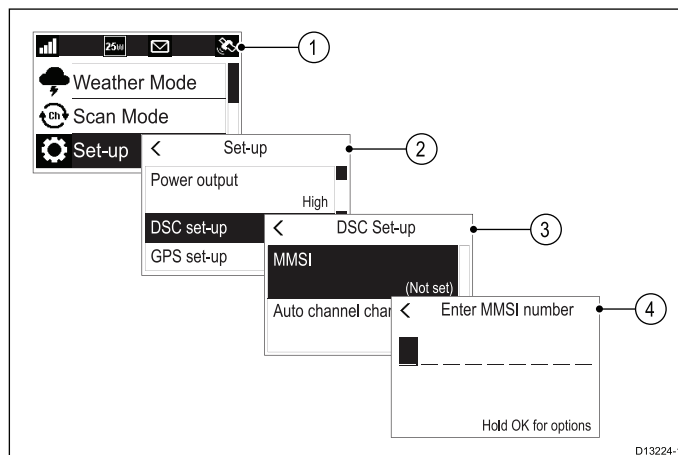 25W
1
Weather Mode
Ch
Scan Mode
Set-up
< Set-up
2
Power output
High
DSC set-up
GPS set-up
< DSC Set-up
3
MMSI
(Not set)
Auto channel char
< Enter MMSI number
4
Hold OK for options
D13224-